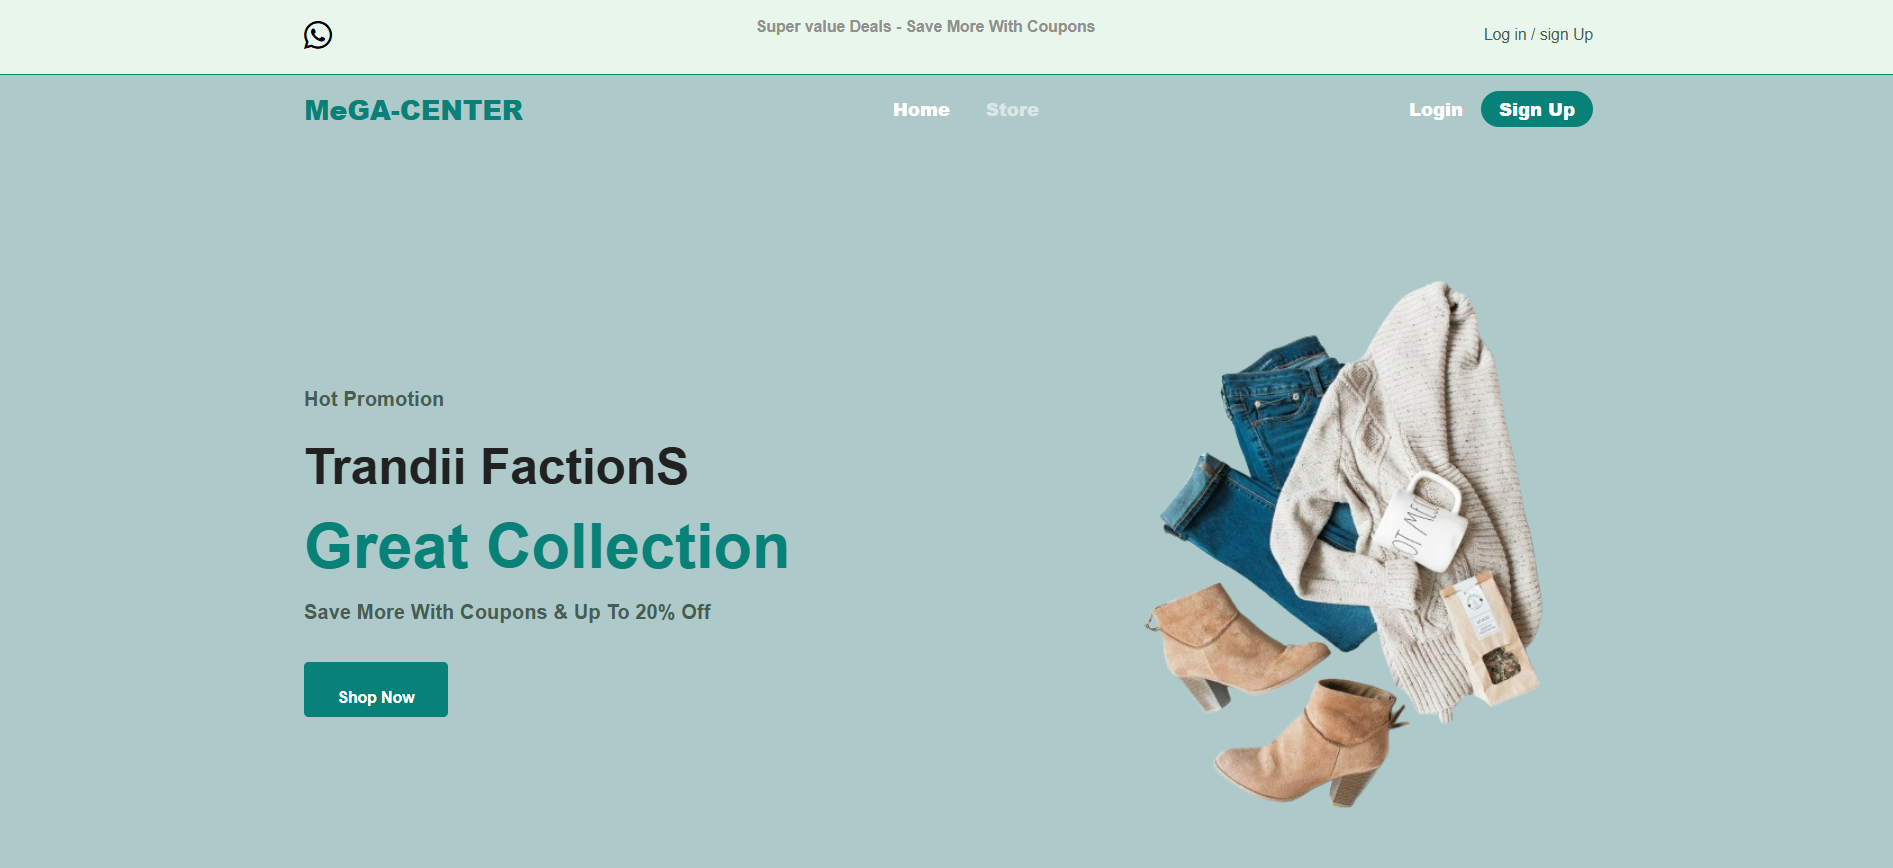 Super value Deals - Save More With Coupons
Log in / sign Up
MeGA-CENTER
Home
Store
Login
Sign Up
Hot Promotion
Trandii FactionS
Great Collection
Save More With Coupons & Up To 20% Off
Shop Now